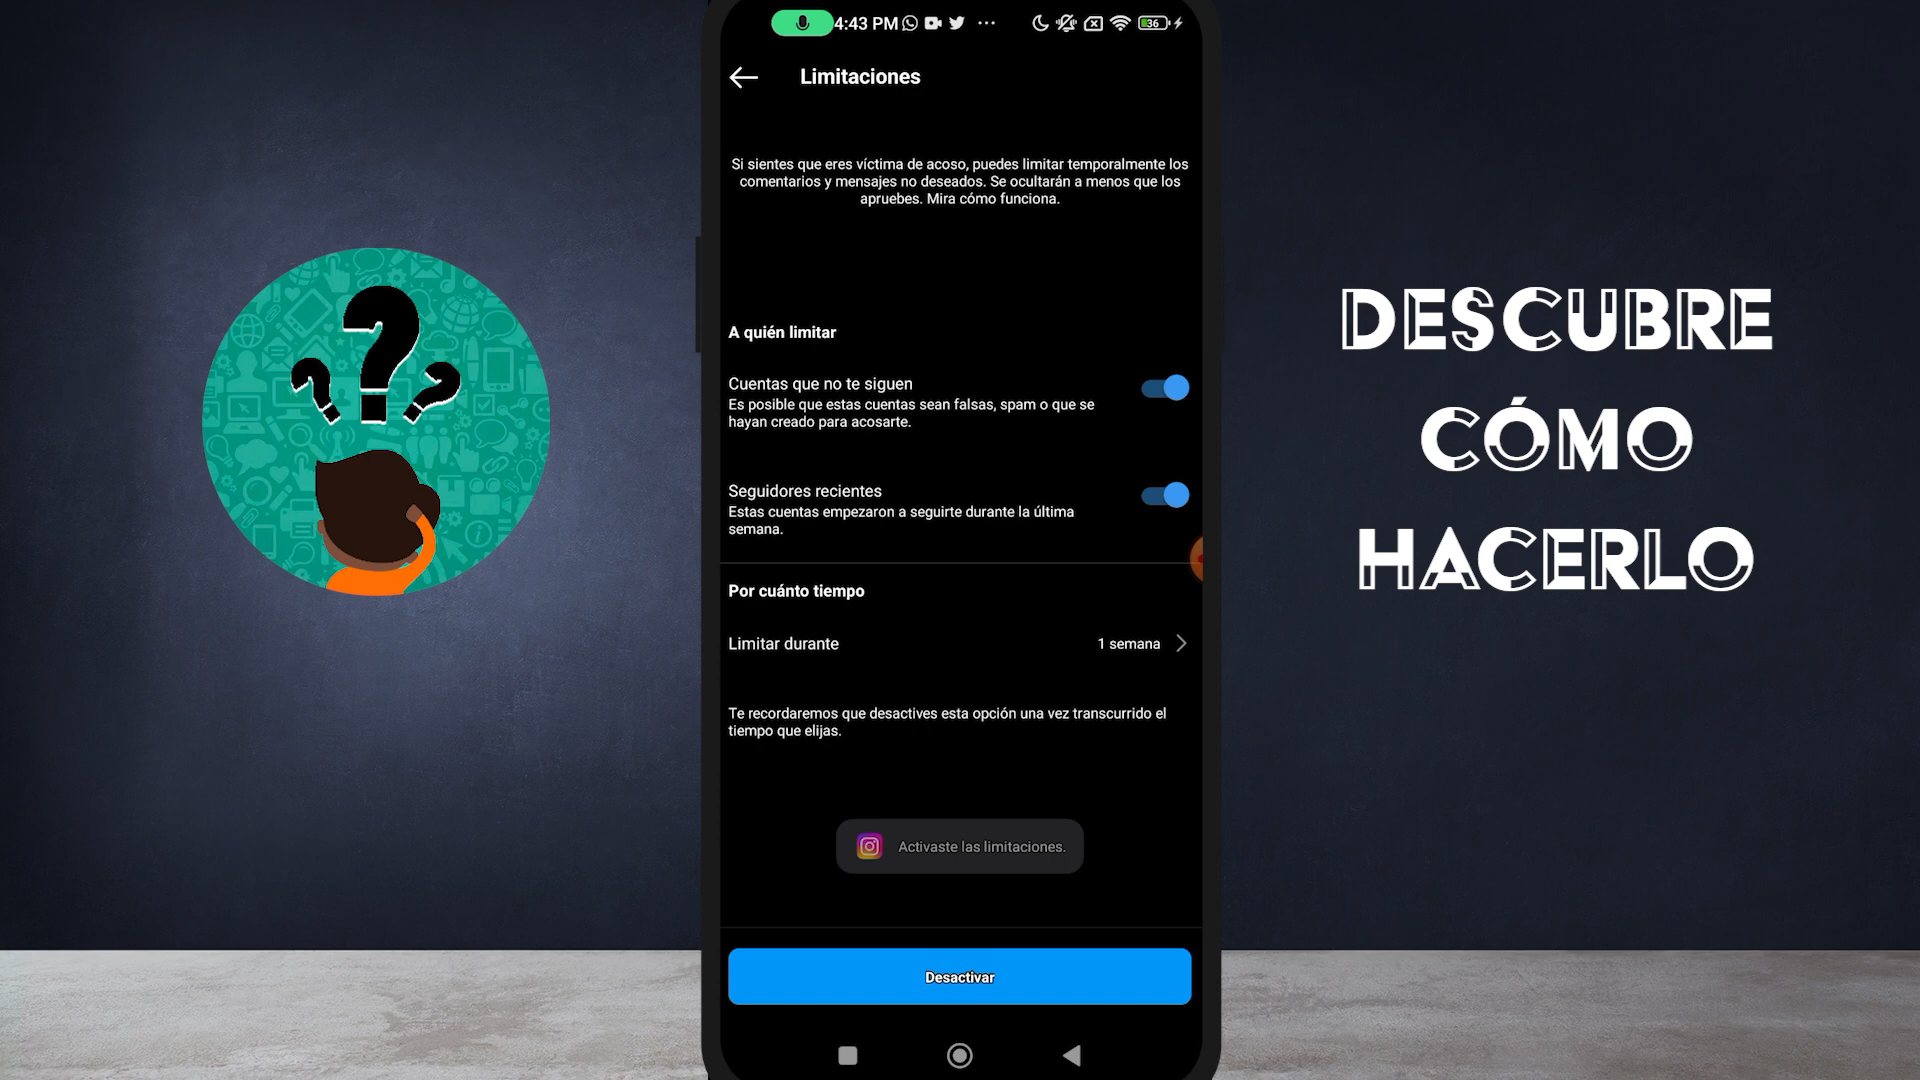 4:43 PM
36
Limitaciones
Si sientes que eres víctima de acoso, puedes limitar temporalmente los
comentarios y mensajes no deseados. Se ocultarán a menos que los
apruebes. Mira cómo funciona.
A quién limitar
Cuentas que no te siguen
Es posible que estas cuentas sean falsas, spam o que se
hayan creado para acosarte.
Seguidores recientes
Estas cuentas empezaron a seguirte durante la última
semana.
Por cuánto tiempo
Limitar durante
1 semana
Te recordaremos que desactives esta opción una vez transcurrido el
tiempo que elijas.
Activaste las limitaciones.
Desactivar
DESCUBRE
CÓMO
HACERLO